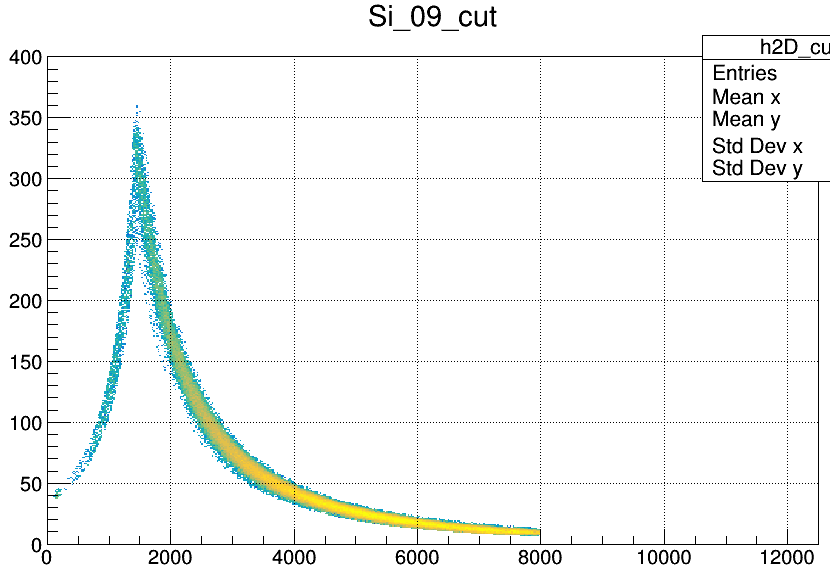 Si_09_cut
h2D_cu
Entries
Mean x
Mean y
Std Dev x
Std Dev y
400
350
300
250
200
150
100
50
0
0 2000 4000 6000 8000 10000 12000